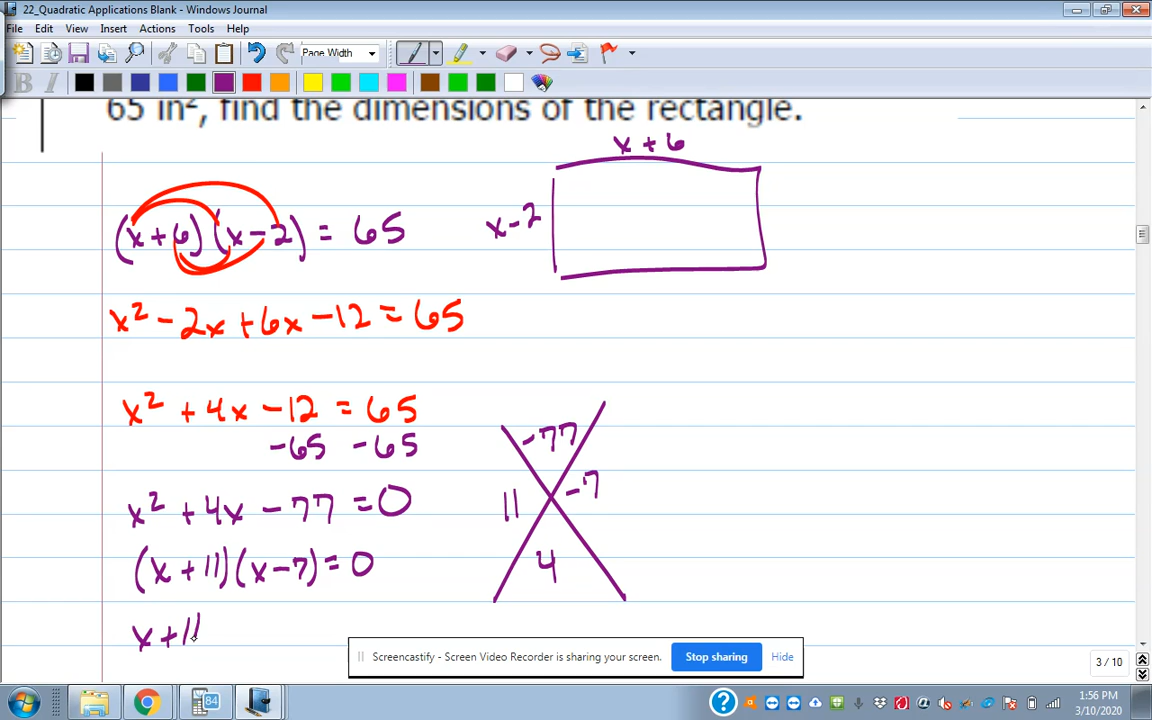 22_Quadratic Applications Blank - Windows Journal
File Edit View Insert Actions Tools Help
Page Width
B I
65 in², find the dimensions of the rectangle.
x + 6
x - 2
(x + 6)(x - 2) = 65
x² - 2x + 6x - 12 = 65
x² + 4x - 12 = 65
-65 -65
-77
11 -7
4
x² + 4x - 77 = 0
(x + 11)(x - 7) = 0
x + 11
Screencastify - Screen Video Recorder is sharing your screen. Stop sharing Hide
3 / 10
84
1:56 PM
3/10/2020